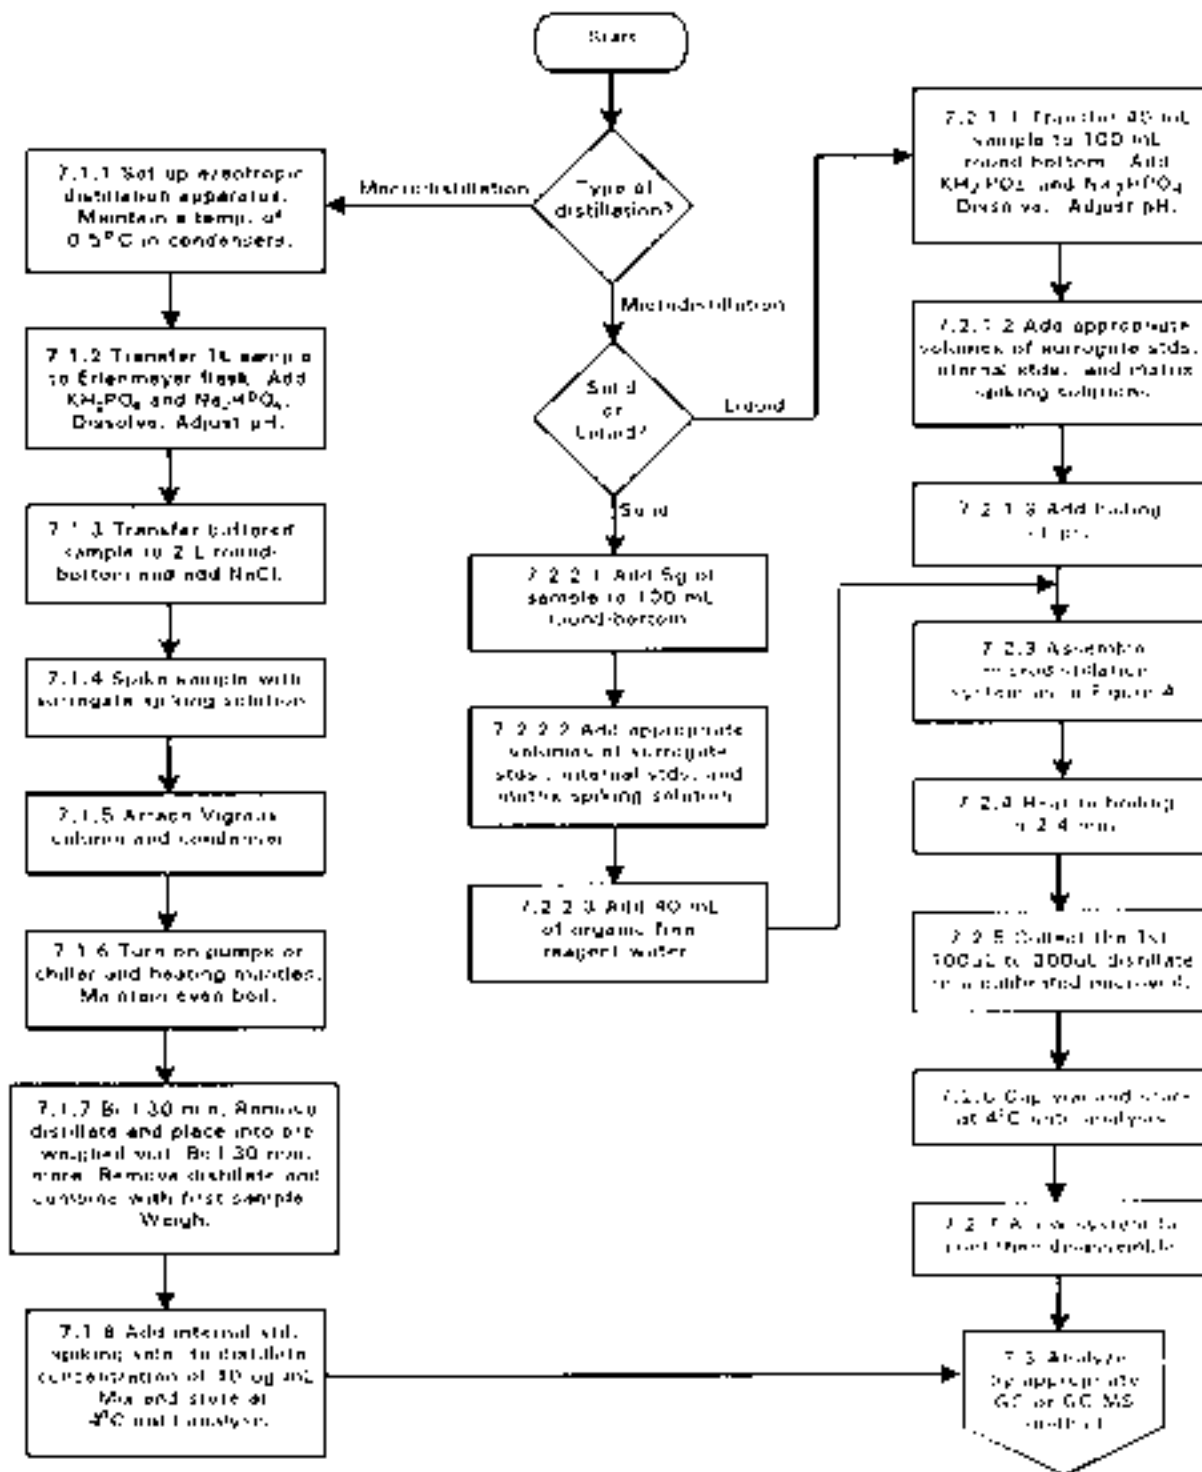 Start
Type of
distillation?
Macrodistillation
Microdistillation
7.1.1 Set up azeotropic
distillation apparatus.
Maintain a temp. of
0-5°C in condensers.
7.1.2 Transfer 1L sample
to Erlenmeyer flask. Add
KH2PO4 and Na2HPO4.
Dissolve. Adjust pH.
7.1.3 Transfer buffered
sample to 2 L round-
bottom and add NaCl.
7.1.4 Spike sample with
surrogate spiking solution
7.1.5 Attach Vigreux
column and condenser
7.1.6 Turn on pumps or
chiller and heating mantles.
Maintain even boil.
7.1.7 Boil 30 min. Remove
distillate and place into pre
weighed vial. Boil 30 min.
more. Remove distillate and
combine with first sample
Weigh.
7.1.8 Add internal std.
spiking soln. to distillate
concentration of 10 ug/mL
Mix and store at
4°C until analysis.
Solid
or
Liquid?
Liquid
Solid
7.2.2.1 Add 5g of
sample to 100 mL
round-bottom
7.2.2.2 Add appropriate
volumes of surrogate
stds., internal stds. and
matrix spiking solution
7.2.2.3 Add 40 mL
of organic free
reagent water
7.2.1.1 Transfer 40 mL
sample to 100 mL
round bottom. Add
KH2PO4 and Na2HPO4
Dissolve. Adjust pH.
7.2.1.2 Add appropriate
volumes of surrogate stds.
internal stds. and matrix
spiking solutions
7.2.1.3 Add boiling
chips
7.2.3 Assemble
microdistillation
system as in Figure 4
7.2.4 Heat to boiling
in 2-4 min.
7.2.5 Collect the 1st
100uL to 300uL distillate
in a calibrated micro-vial.
7.2.6 Cap vial and store
at 4°C until analysis
7.2.7 Allow system to
cool then disassemble
7.3 Analyze
by appropriate
GC or GC/MS
method